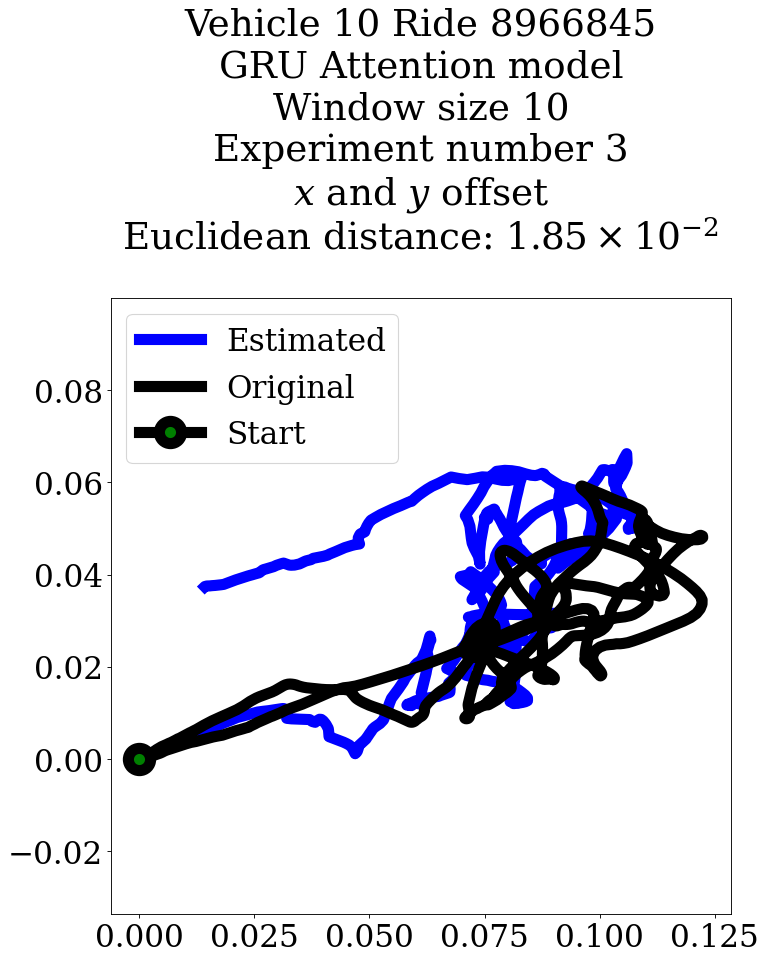 Vehicle 10 Ride 8966845
GRU Attention model
Window size 10
Experiment number 3
x and y offset
Euclidean distance: 1.85 × 10⁻²
Estimated
Original
Start
0.08
0.06
0.04
0.02
0.00
−0.02
0.000 0.025 0.050 0.075 0.100 0.125